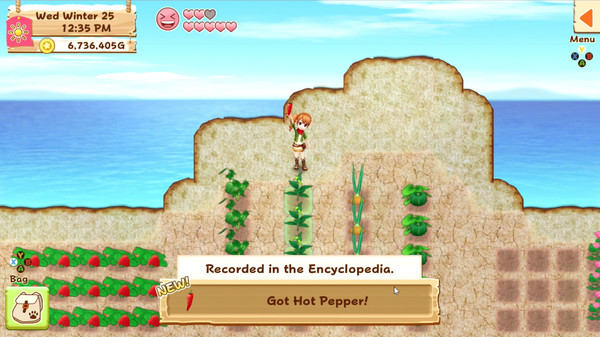 Wed Winter 25
12:35 PM
6,736,405G
Menu
Y
X B
A
Y
X B
A
Bag
Recorded in the Encyclopedia.
NEW!
Got Hot Pepper!